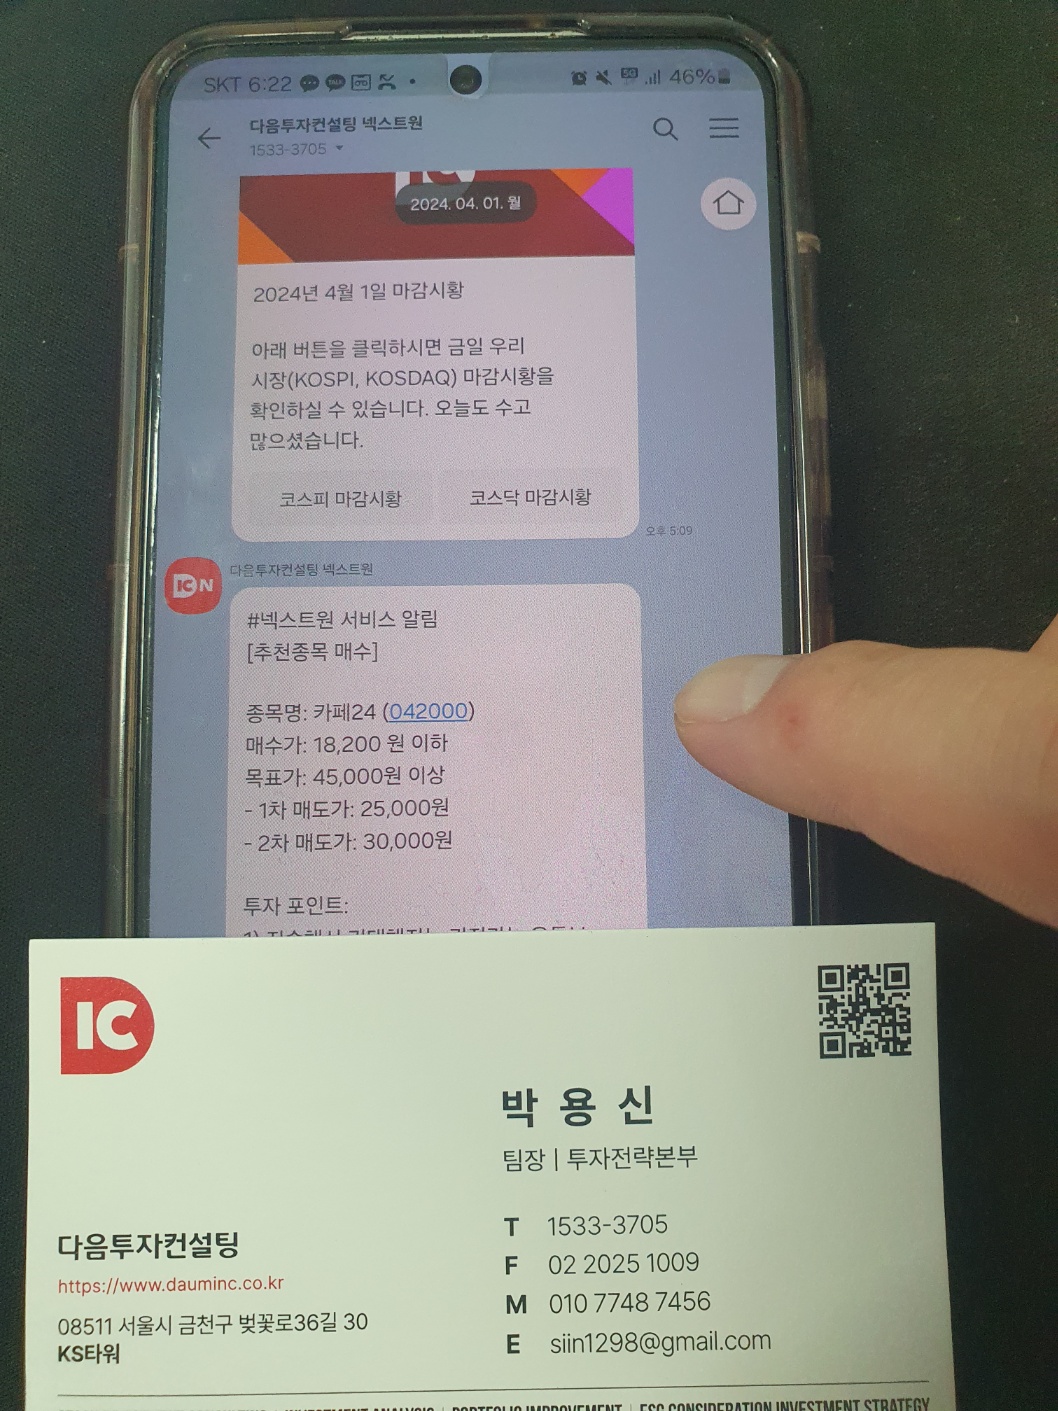 SKT 6:22
5G
46%
다음투자컨설팅 넥스트원
1533-3705
2024. 04. 01. 월
2024년 4월 1일 마감시황
아래 버튼을 클릭하시면 금일 우리
시장(KOSPI, KOSDAQ) 마감시황을
확인하실 수 있습니다. 오늘도 수고
많으셨습니다.
코스피 마감시황 코스닥 마감시황
오후 5:09
다음투자컨설팅 넥스트원
IC N
#넥스트원 서비스 알림
[추천종목 매수]
종목명: 카페24 (042000)
매수가: 18,200 원 이하
목표가: 45,000원 이상
- 1차 매도가: 25,000원
- 2차 매도가: 30,000원
투자 포인트:
IC
박 용 신
팀장 | 투자전략본부
다음투자컨설팅
https://www.dauminc.co.kr
08511 서울시 금천구 벚꽃로36길 30
KS타워
T 1533-3705
F 02 2025 1009
M 010 7748 7456
E siin1298@gmail.com
INVESTMENT ANALYSIS | PORTFOLIO IMPROVEMENT | ESG CONSIDERATION INVESTMENT STRATEGY